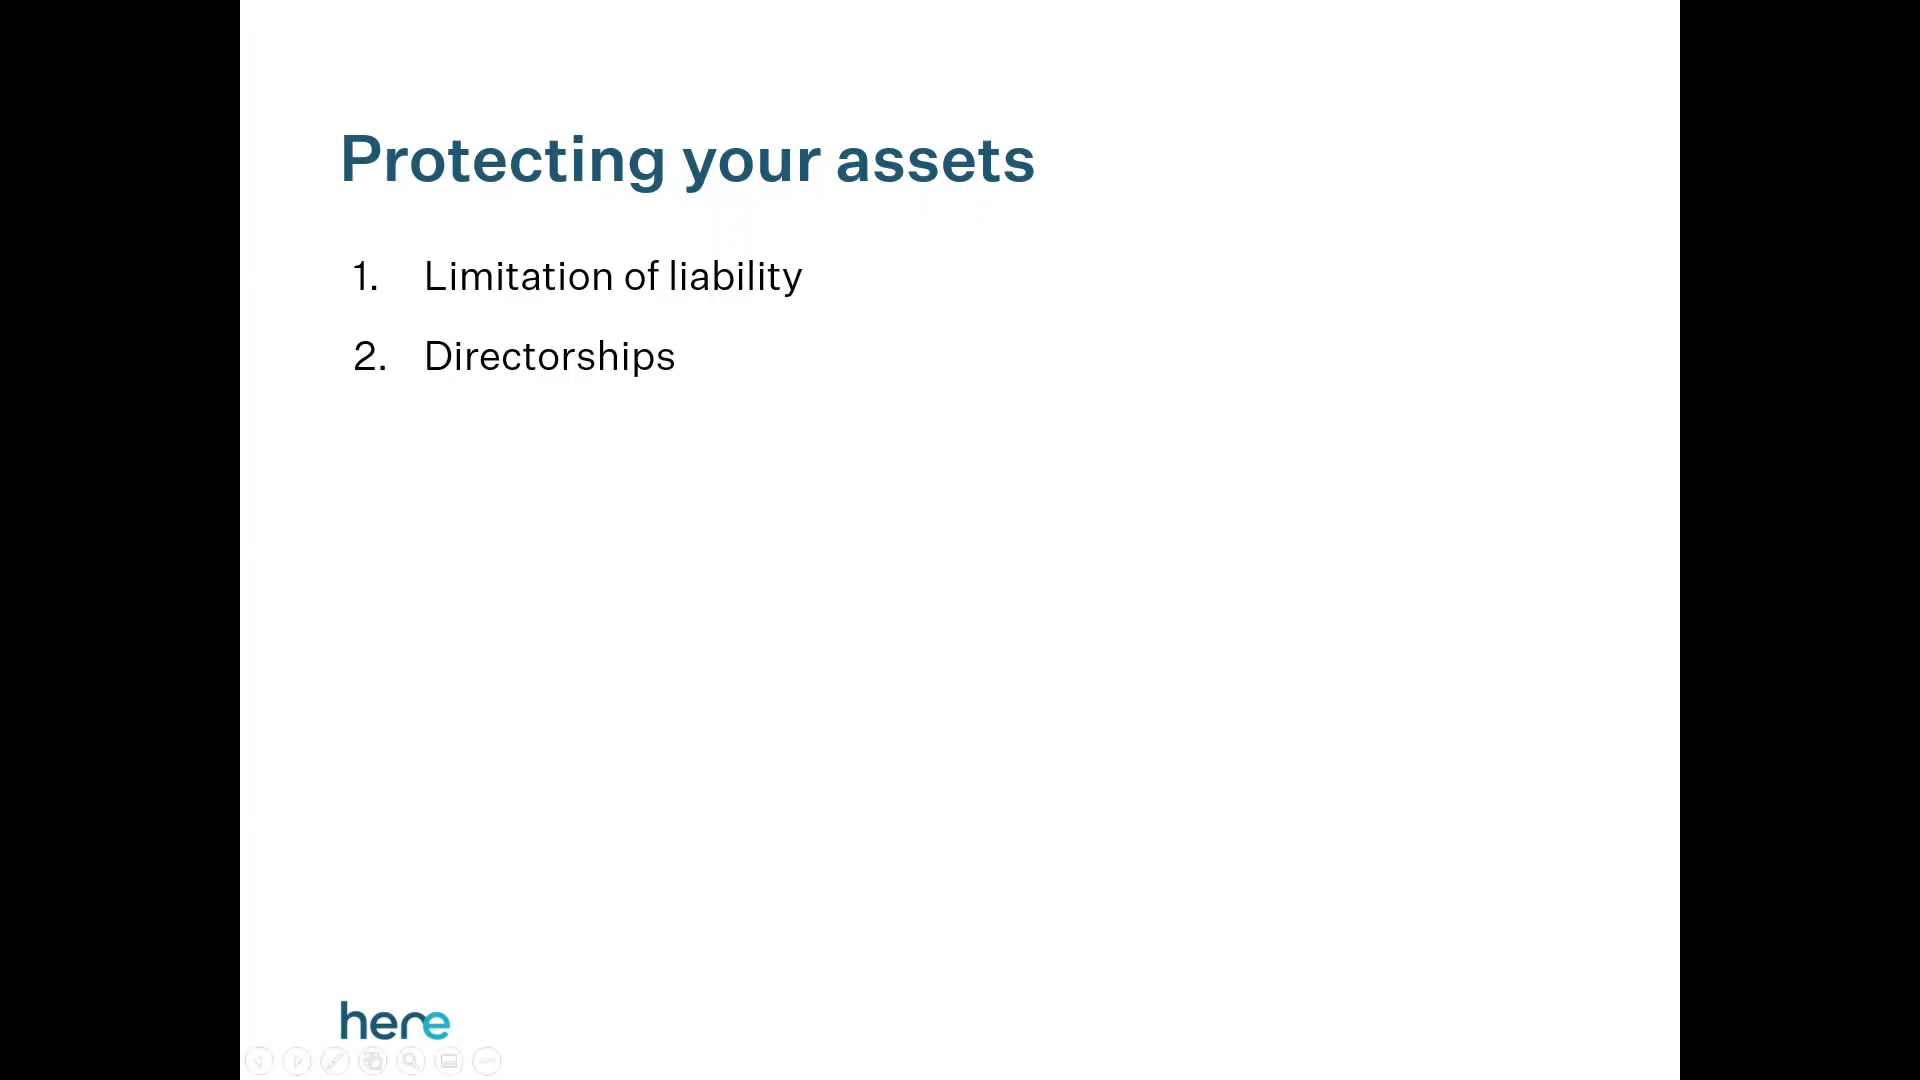 Protecting your assets
1. Limitation of liability
2. Directorships
here